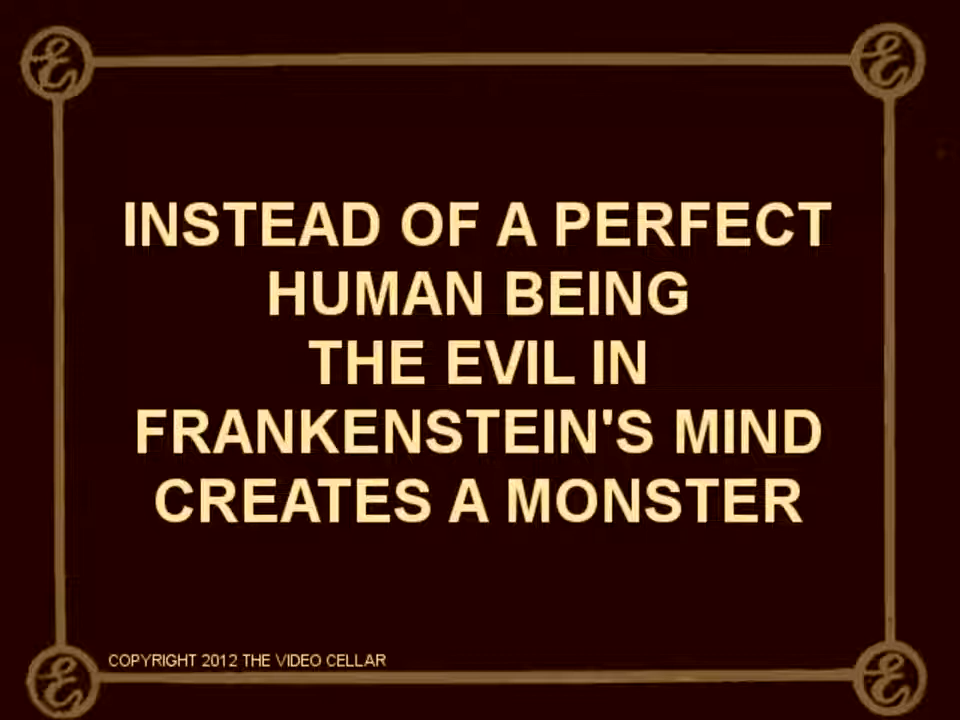 INSTEAD OF A PERFECT
HUMAN BEING
THE EVIL IN
FRANKENSTEIN'S MIND
CREATES A MONSTER
COPYRIGHT 2012 THE VIDEO CELLAR